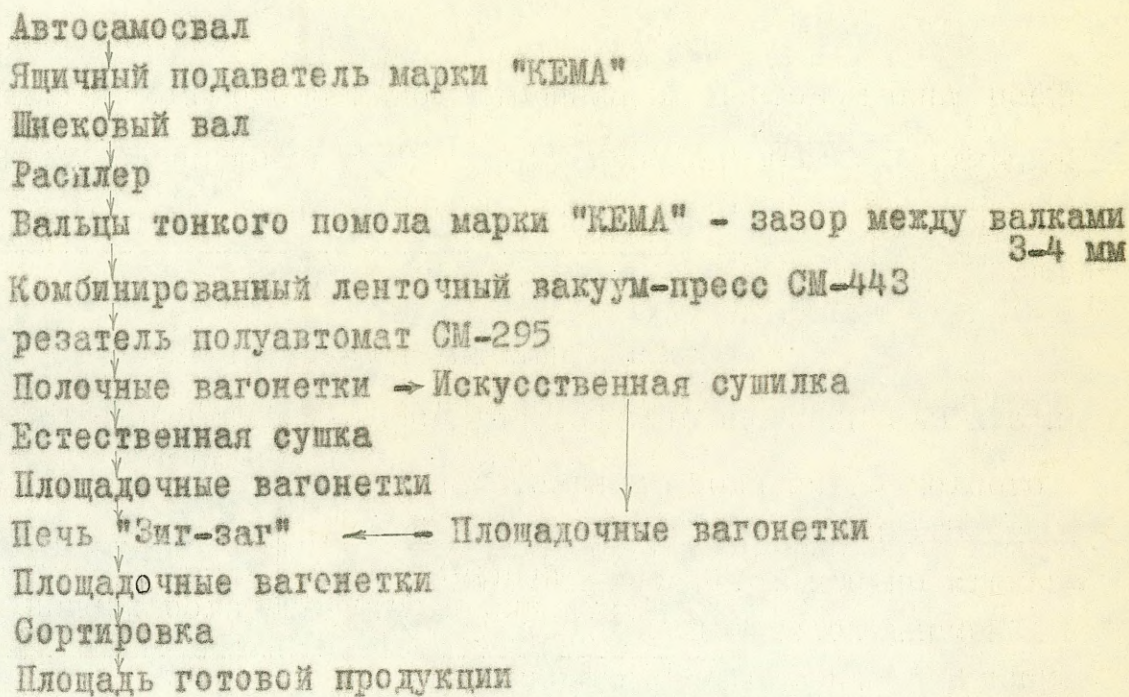 Автосамосвал
Ящичный подаватель марки "КЕМА"
Шнековый вал
Расплер
Вальцы тонкого помола марки "КЕМА" - зазор между валками
3-4 мм
Комбинированный ленточный вакуум-пресс СМ-443
резатель полуавтомат СМ-295
Полочные вагонетки → Искусственная сушилка
Естественная сушка
Площадочные вагонетки
Печь "Зиг-заг" ← Площадочные вагонетки
Площадочные вагонетки
Сортировка
Площадь готовой продукции